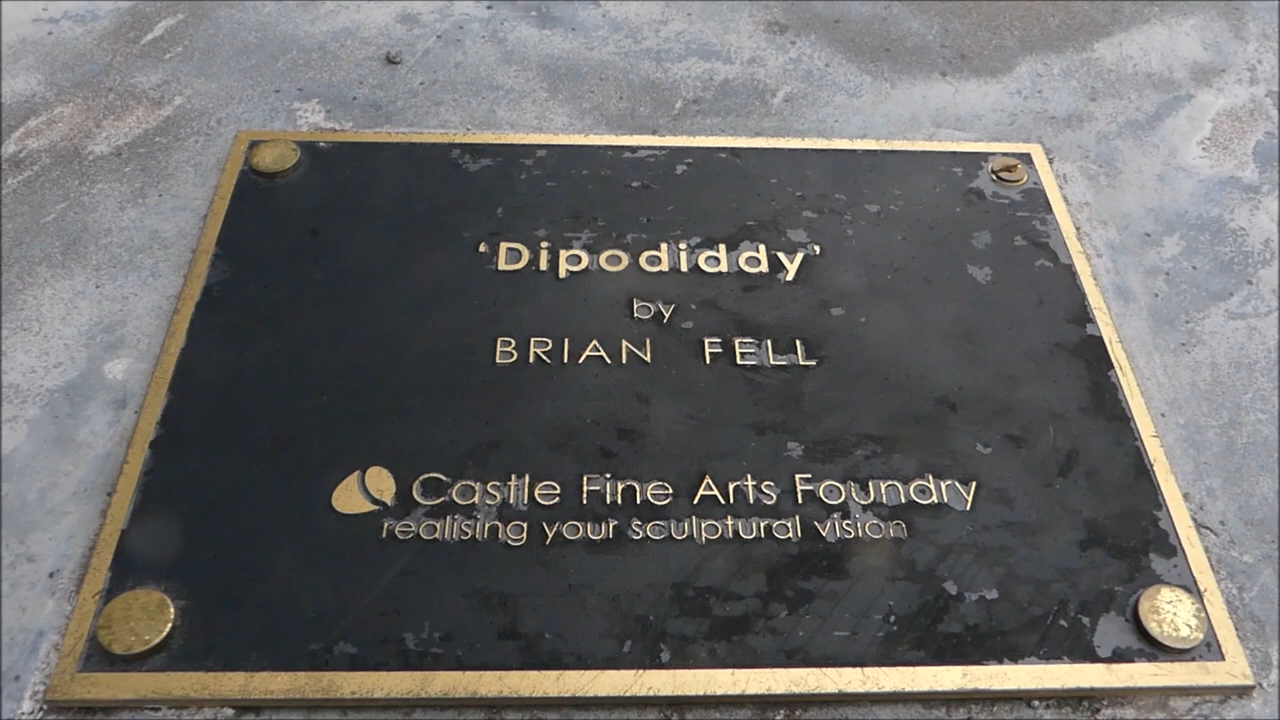 'Dipodiddy'
by
BRIAN FELL
Castle Fine Arts Foundry
realising your sculptural vision